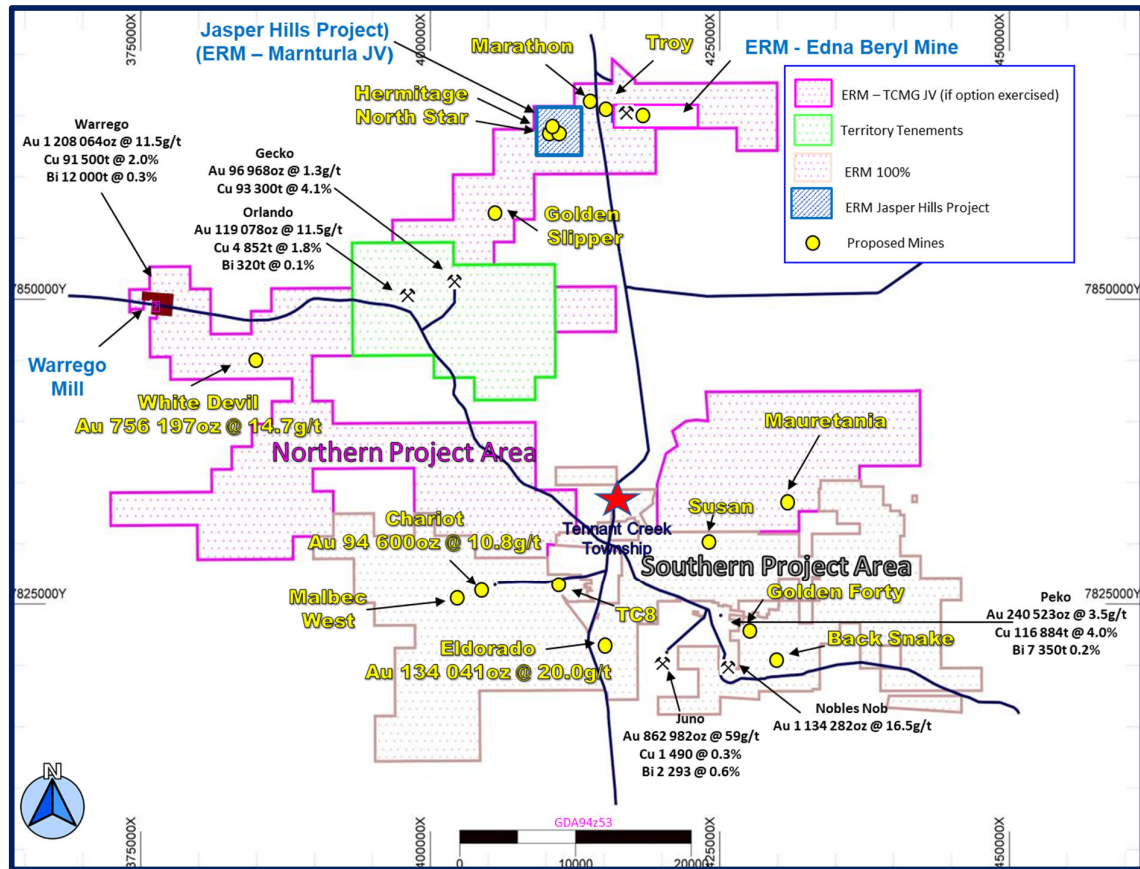 375000X
400000X
425000X
450000X
Jasper Hills Project)
(ERM – Marnturla JV)
Marathon
Troy
ERM - Edna Beryl Mine
Hermitage
North Star
ERM – TCMG JV (if option exercised)
Territory Tenements
ERM 100%
ERM Jasper Hills Project
Proposed Mines
Warrego
Au 1 208 064oz @ 11.5g/t
Cu 91 500t @ 2.0%
Bi 12 000t @ 0.3%
Gecko
Au 96 968oz @ 1.3g/t
Cu 93 300t @ 4.1%
Orlando
Au 119 078oz @ 11.5g/t
Cu 4 852t @ 1.8%
Bi 320t @ 0.1%
Golden
Slipper
7850000Y
7850000Y
Warrego
Mill
White Devil
Au 756 197oz @ 14.7g/t
Northern Project Area
Mauretania
Susan
Tennant Creek
Township
Chariot
Au 94 600oz @ 10.8g/t
Southern Project Area
Golden Forty
7825000Y
7825000Y
Malbec
West
TC8
Peko
Au 240 523oz @ 3.5g/t
Cu 116 884t @ 4.0%
Bi 7 350t 0.2%
Back Snake
Eldorado
Au 134 041oz @ 20.0g/t
Nobles Nob
Au 1 134 282oz @ 16.5g/t
Juno
Au 862 982oz @ 59g/t
Cu 1 490 @ 0.3%
Bi 2 293 @ 0.6%
N
GDA94z53
0
10000
20000
375000X
400000X
425000X
450000X